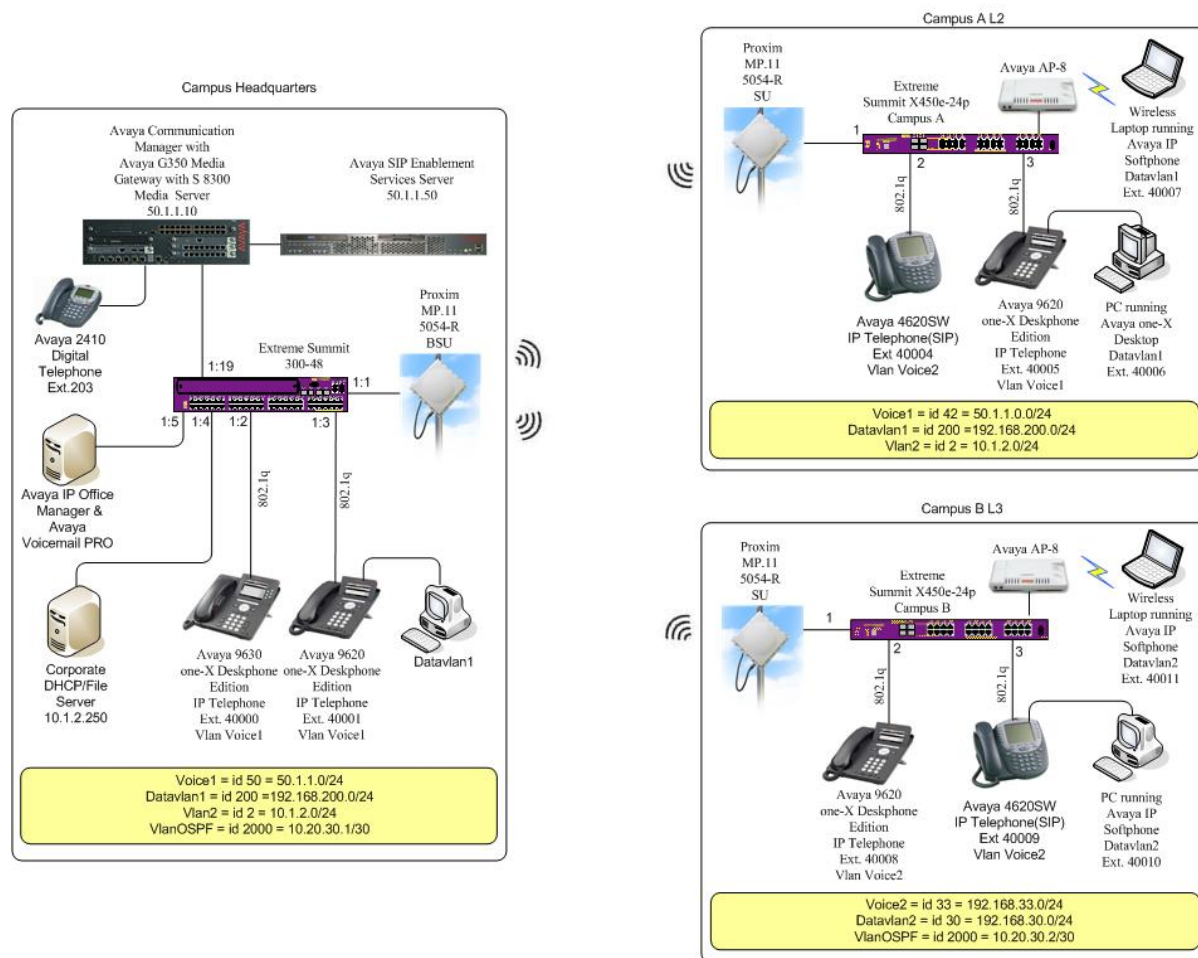 Campus Headquarters
Avaya Communication
Manager with
Avaya G350 Media
Gateway with S 8300
Media Server
50.1.1.10
Avaya SIP Enablement
Services Server
50.1.1.50
Avaya 2410
Digital
Telephone
Ext.203
Proxim
MP.11
5054-R
BSU
Extreme Summit
300-48
1:19
1:1
1:5
1:4
1:2
1:3
802.1q
802.1q
Avaya IP Office
Manager &
Avaya
Voicemail PRO
Corporate
DHCP/File
Server
10.1.2.250
Avaya 9630
one-X Deskphone
Edition
IP Telephone
Ext. 40000
Vlan Voice1
Avaya 9620
one-X Deskphone
Edition
IP Telephone
Ext. 40001
Vlan Voice1
Datavlan1
Voice1 = id 50 = 50.1.1.0/24
Datavlan1 = id 200 =192.168.200.0/24
Vlan2 = id 2 = 10.1.2.0/24
VlanOSPF = id 2000 = 10.20.30.1/30
Campus A L2
Proxim
MP.11
5054-R
SU
Extreme
Summit X450e-24p
Campus A
Avaya AP-8
Wireless
Laptop running
Avaya IP
Softphone
Datavlan1
Ext. 40007
1
2
3
802.1q
802.1q
Avaya 4620SW
IP Telephone(SIP)
Ext 40004
Vlan Voice2
Avaya 9620
one-X Deskphone
Edition
IP Telephone
Ext. 40005
Vlan Voice1
PC running
Avaya one-X
Desktop
Datavlan1
Ext. 40006
Voice1 = id 42 = 50.1.1.0.0/24
Datavlan1 = id 200 =192.168.200.0/24
Vlan2 = id 2 = 10.1.2.0/24
Campus B L3
Proxim
MP.11
5054-R
SU
Extreme
Summit X450e-24p
Campus B
Avaya AP-8
Wireless
Laptop running
Avaya IP
Softphone
Datavlan2
Ext. 40011
1
2
3
802.1q
802.1q
Avaya 9620
one-X Deskphone
Edition
IP Telephone
Ext. 40008
Vlan Voice2
Avaya 4620SW
IP Telephone(SIP)
Ext 40009
Vlan Voice2
PC running
Avaya IP
Softphone
Datavlan2
Ext. 40010
Voice2 = id 33 = 192.168.33.0/24
Datavlan2 = id 30 = 192.168.30.0/24
VlanOSPF = id 2000 = 10.20.30.2/30